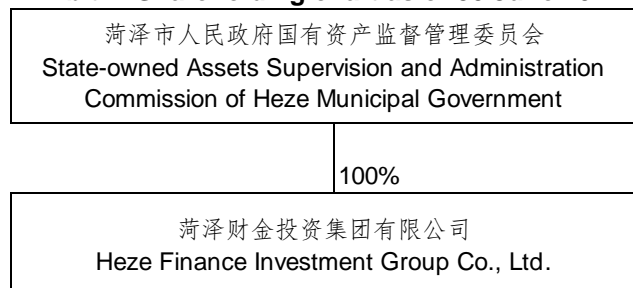 菏泽市人民政府国有资产监督管理委员会
State-owned Assets Supervision and Administration
Commission of Heze Municipal Government
100%
菏泽财金投资集团有限公司
Heze Finance Investment Group Co., Ltd.